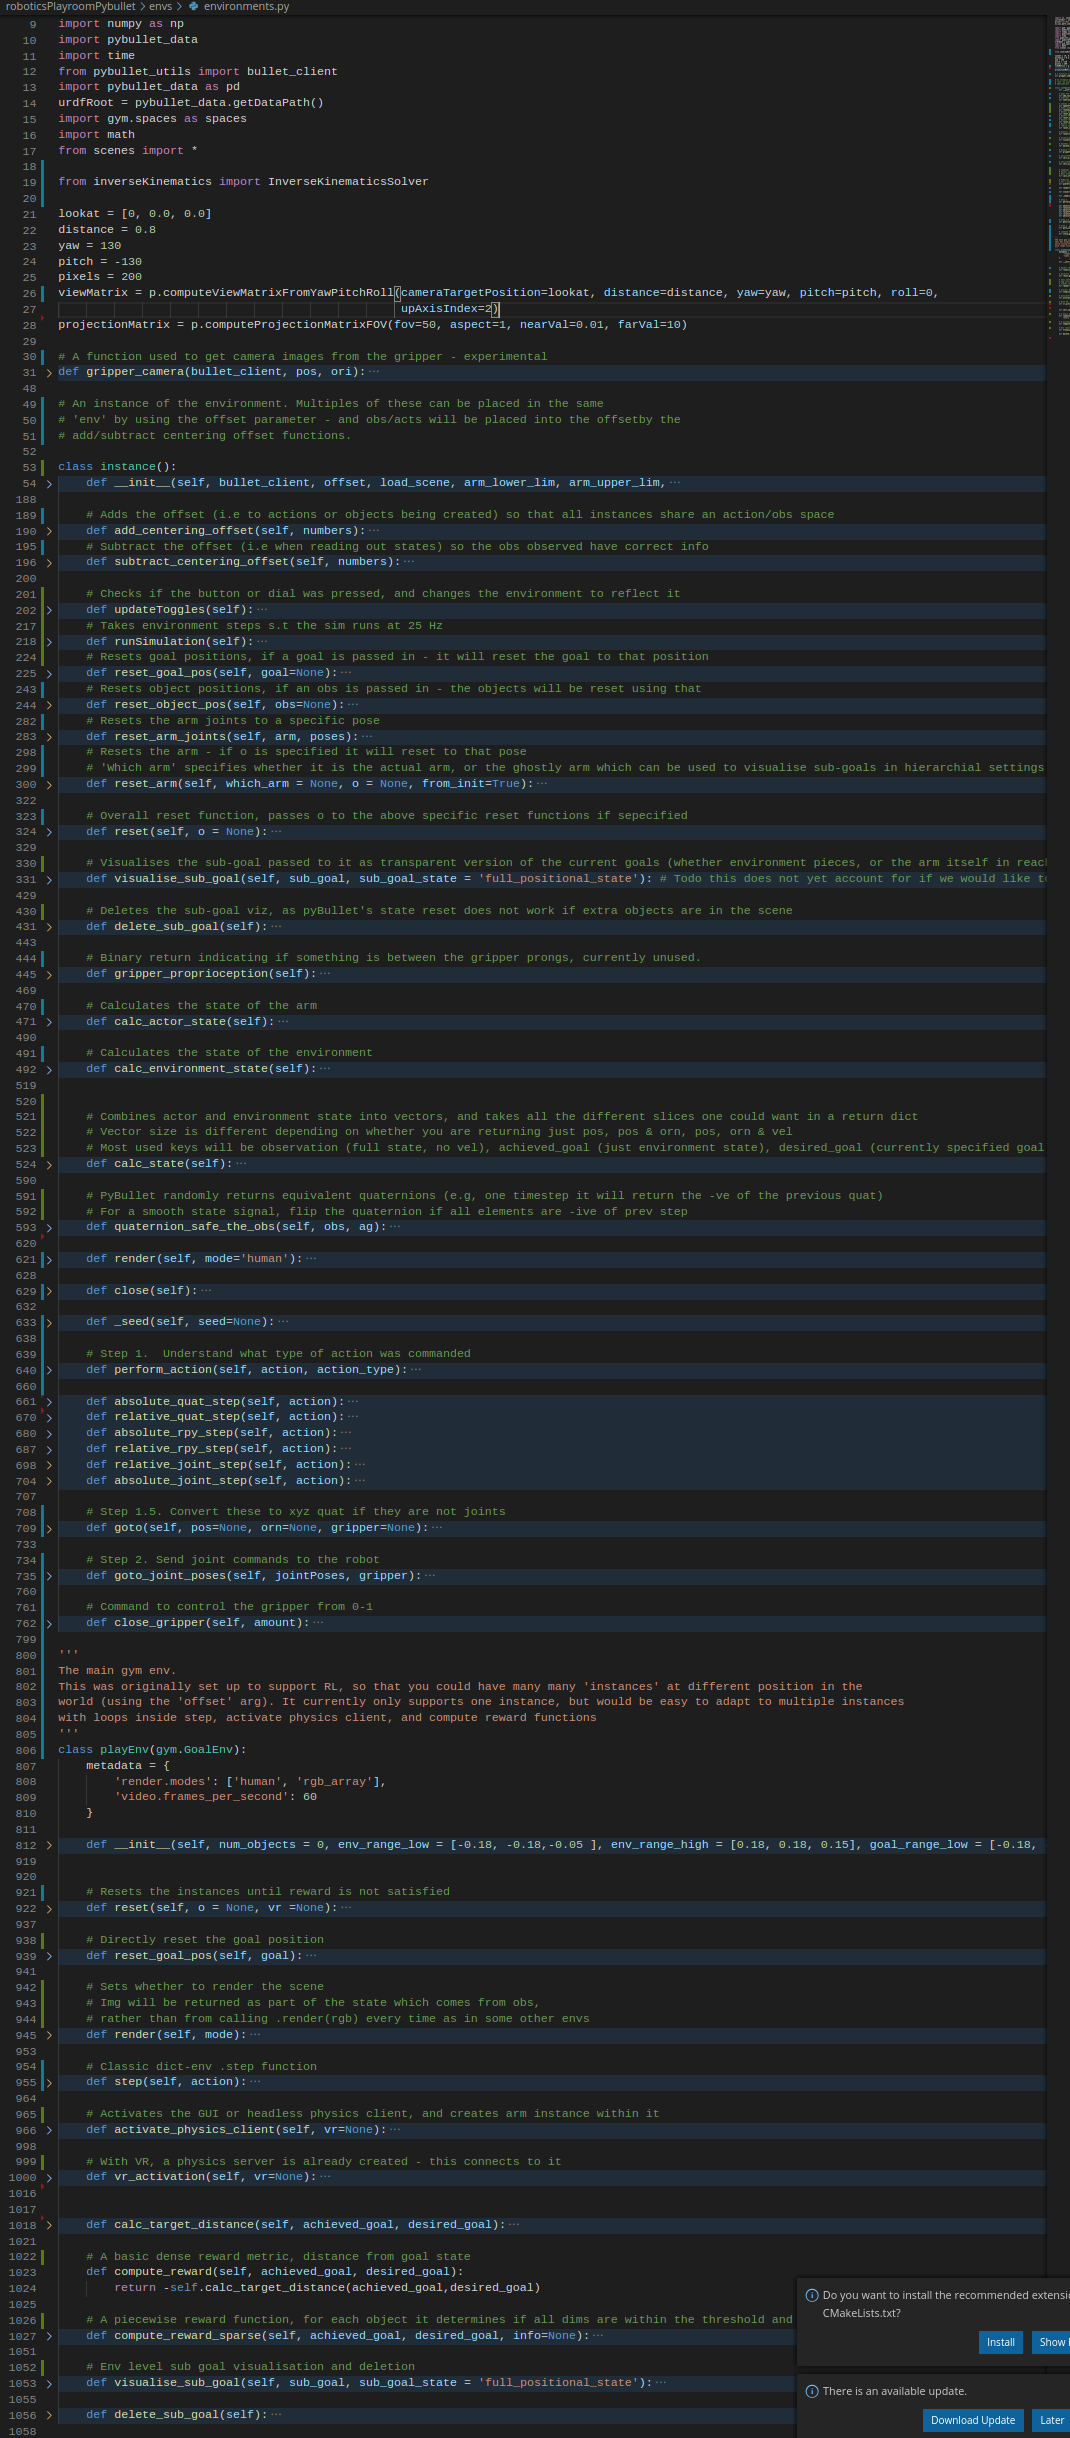 roboticsPlayroomPybullet > envs > environments.py
9 import numpy as np
10 import pybullet_data
11 import time
12 from pybullet_utils import bullet_client
13 import pybullet_data as pd
14 urdfRoot = pybullet_data.getDataPath()
15 import gym.spaces as spaces
16 import math
17 from scenes import *
18
19 from inverseKinematics import InverseKinematicsSolver
20
21 lookat = [0, 0.0, 0.0]
22 distance = 0.8
23 yaw = 130
24 pitch = -130
25 pixels = 200
26 viewMatrix = p.computeViewMatrixFromYawPitchRoll(cameraTargetPosition=lookat, distance=distance, yaw=yaw, pitch=pitch, roll=0,
27 upAxisIndex=2)
28 projectionMatrix = p.computeProjectionMatrixFOV(fov=50, aspect=1, nearVal=0.01, farVal=10)
29
30 # A function used to get camera images from the gripper - experimental
31 > def gripper_camera(bullet_client, pos, ori): ···
48
49 # An instance of the environment. Multiples of these can be placed in the same
50 # 'env' by using the offset parameter - and obs/acts will be placed into the offsetby the
51 # add/subtract centering offset functions.
52
53 class instance():
54 > def __init__(self, bullet_client, offset, load_scene, arm_lower_lim, arm_upper_lim, ···
188
189 # Adds the offset (i.e to actions or objects being created) so that all instances share an action/obs space
190 > def add_centering_offset(self, numbers): ···
195 # Subtract the offset (i.e when reading out states) so the obs observed have correct info
196 > def subtract_centering_offset(self, numbers): ···
200
201 # Checks if the button or dial was pressed, and changes the environment to reflect it
202 > def updateToggles(self): ···
217 # Takes environment steps s.t the sim runs at 25 Hz
218 > def runSimulation(self): ···
224 # Resets goal positions, if a goal is passed in - it will reset the goal to that position
225 > def reset_goal_pos(self, goal=None): ···
243 # Resets object positions, if an obs is passed in - the objects will be reset using that
244 > def reset_object_pos(self, obs=None): ···
282 # Resets the arm joints to a specific pose
283 > def reset_arm_joints(self, arm, poses): ···
298 # Resets the arm - if o is specified it will reset to that pose
299 # 'Which arm' specifies whether it is the actual arm, or the ghostly arm which can be used to visualise sub-goals in hierarchial settings
300 > def reset_arm(self, which_arm = None, o = None, from_init=True): ···
322
323 # Overall reset function, passes o to the above specific reset functions if sepecified
324 > def reset(self, o = None): ···
329
330 # Visualises the sub-goal passed to it as transparent version of the current goals (whether environment pieces, or the arm itself in reac
331 > def visualise_sub_goal(self, sub_goal, sub_goal_state = 'full_positional_state'): # Todo this does not yet account for if we would like t
429
430 # Deletes the sub-goal viz, as pyBullet's state reset does not work if extra objects are in the scene
431 > def delete_sub_goal(self): ···
443
444 # Binary return indicating if something is between the gripper prongs, currently unused.
445 > def gripper_proprioception(self): ···
469
470 # Calculates the state of the arm
471 > def calc_actor_state(self): ···
490
491 # Calculates the state of the environment
492 > def calc_environment_state(self): ···
519
520
521 # Combines actor and environment state into vectors, and takes all the different slices one could want in a return dict
522 # Vector size is different depending on whether you are returning just pos, pos & orn, pos, orn & vel
523 # Most used keys will be observation (full state, no vel), achieved_goal (just environment state), desired_goal (currently specified goal
524 > def calc_state(self): ···
590
591 # PyBullet randomly returns equivalent quaternions (e.g, one timestep it will return the -ve of the previous quat)
592 # For a smooth state signal, flip the quaternion if all elements are -ive of prev step
593 > def quaternion_safe_the_obs(self, obs, ag): ···
620
621 > def render(self, mode='human'): ···
628
629 > def close(self): ···
632
633 > def _seed(self, seed=None): ···
638
639 # Step 1.  Understand what type of action was commanded
640 > def perform_action(self, action, action_type): ···
660
661 > def absolute_quat_step(self, action): ···
670 > def relative_quat_step(self, action): ···
680 > def absolute_rpy_step(self, action): ···
687 > def relative_rpy_step(self, action): ···
698 > def relative_joint_step(self, action): ···
704 > def absolute_joint_step(self, action): ···
707
708 # Step 1.5. Convert these to xyz quat if they are not joints
709 > def goto(self, pos=None, orn=None, gripper=None): ···
733
734 # Step 2. Send joint commands to the robot
735 > def goto_joint_poses(self, jointPoses, gripper): ···
760
761 # Command to control the gripper from 0-1
762 > def close_gripper(self, amount): ···
799
800 '''
801 The main gym env.
802 This was originally set up to support RL, so that you could have many many 'instances' at different position in the
803 world (using the 'offset' arg). It currently only supports one instance, but would be easy to adapt to multiple instances
804 with loops inside step, activate physics client, and compute reward functions
805 '''
806 class playEnv(gym.GoalEnv):
807 metadata = {
808 'render.modes': ['human', 'rgb_array'],
809 'video.frames_per_second': 60
810 }
811
812 > def __init__(self, num_objects = 0, env_range_low = [-0.18, -0.18,-0.05 ], env_range_high = [0.18, 0.18, 0.15], goal_range_low = [-0.18,
919
920
921 # Resets the instances until reward is not satisfied
922 > def reset(self, o = None, vr =None): ···
937
938 # Directly reset the goal position
939 > def reset_goal_pos(self, goal): ···
941
942 # Sets whether to render the scene
943 # Img will be returned as part of the state which comes from obs,
944 # rather than from calling .render(rgb) every time as in some other envs
945 > def render(self, mode): ···
953
954 # Classic dict-env .step function
955 > def step(self, action): ···
964
965 # Activates the GUI or headless physics client, and creates arm instance within it
966 > def activate_physics_client(self, vr=None): ···
998
999 # With VR, a physics server is already created - this connects to it
1000 > def vr_activation(self, vr=None): ···
1016
1017
1018 > def calc_target_distance(self, achieved_goal, desired_goal): ···
1021
1022 # A basic dense reward metric, distance from goal state
1023 def compute_reward(self, achieved_goal, desired_goal):
1024 return -self.calc_target_distance(achieved_goal,desired_goal)
1025
1026 # A piecewise reward function, for each object it determines if all dims are within the threshold and
1027 > def compute_reward_sparse(self, achieved_goal, desired_goal, info=None): ···
1051
1052 # Env level sub goal visualisation and deletion
1053 > def visualise_sub_goal(self, sub_goal, sub_goal_state = 'full_positional_state'): ···
1055
1056 > def delete_sub_goal(self): ···
1058
Do you want to install the recommended extensi
CMakeLists.txt?
Install Show
There is an available update.
Download Update Later